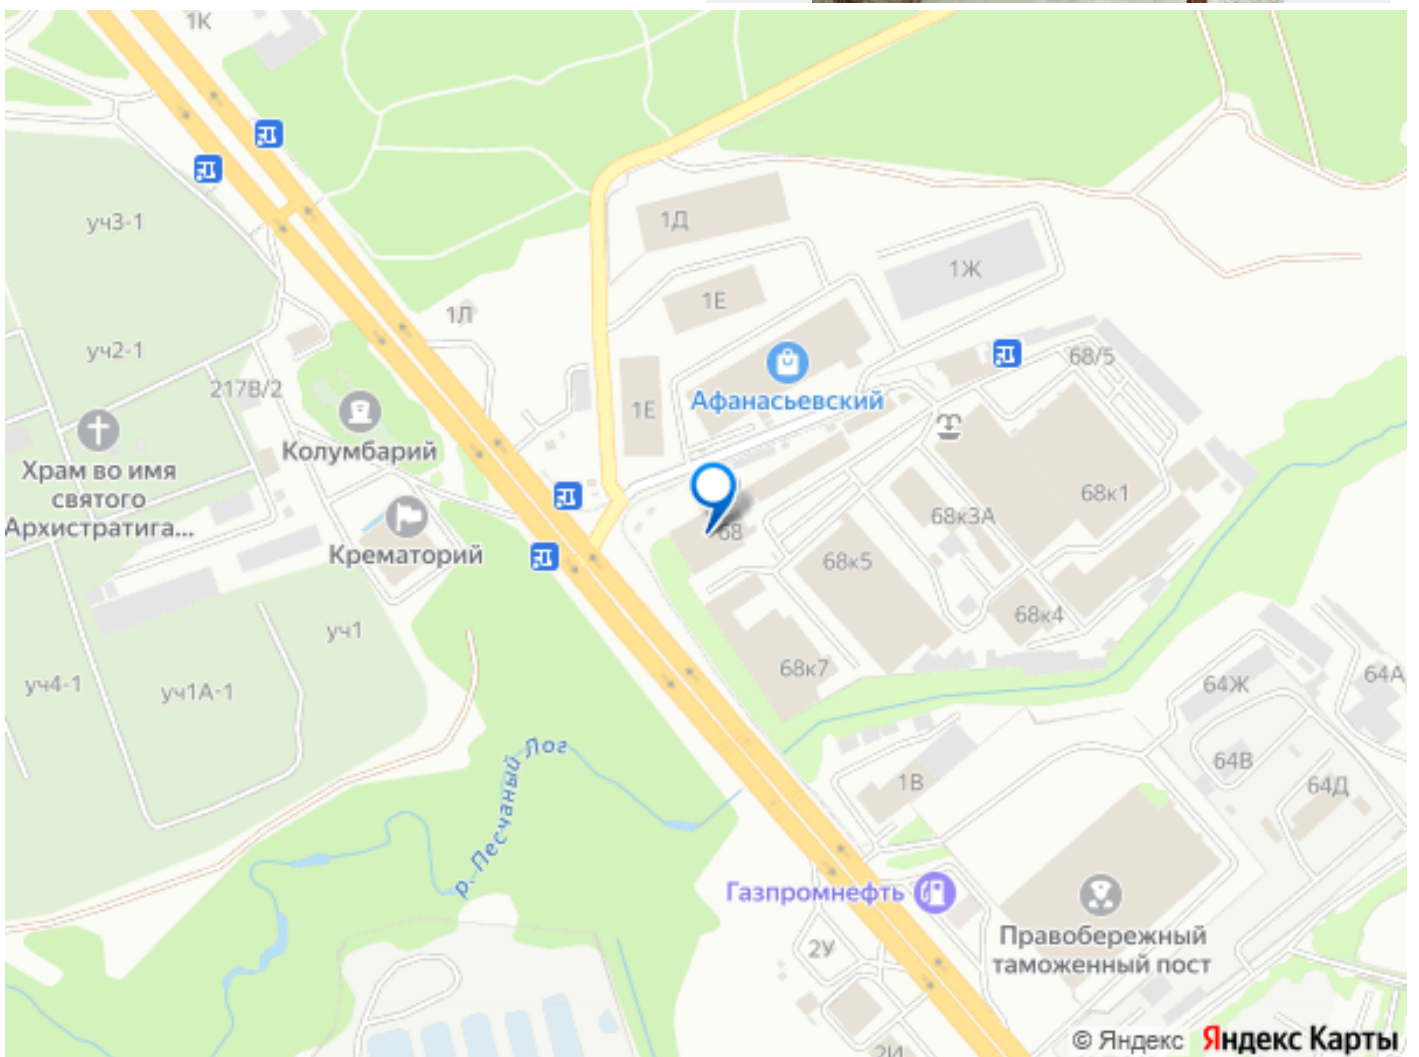 1К
уч3-1
1Д
1Ж
1Е
1Л
уч2-1
68/5
217В/2
Афанасьевский
1Е
Колумбарий
Храм во имя
святого
Архистратига...
68к1
68к3А
68
Крематорий
68к5
68к4
уч1
68к7
64А
уч4-1
уч1А-1
64Ж
р. Песчаный Лог
64В
1В
64Д
Газпромнефть
Правобережный
таможенный пост
2У
2И
© Яндекс Яндекс Карты